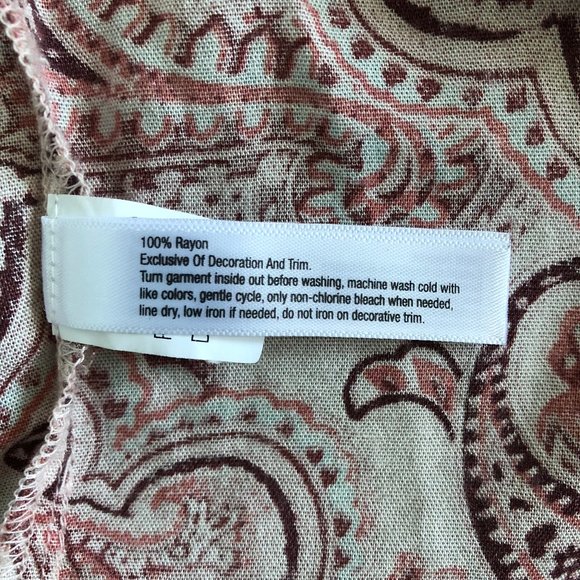 100% Rayon
Exclusive Of Decoration And Trim.
Turn garment inside out before washing, machine wash cold with
like colors, gentle cycle, only non-chlorine bleach when needed,
line dry, low iron if needed, do not iron on decorative trim.